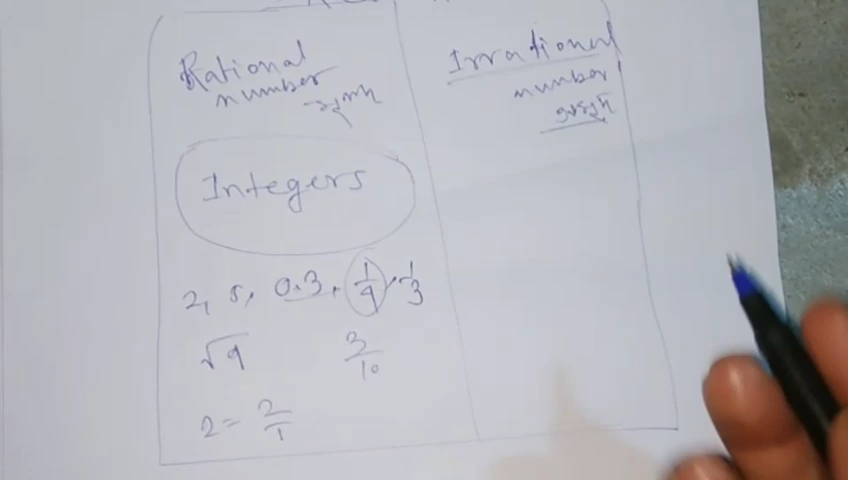 Rational
number
Irrational
number
Integers
2, 5, 0.3, 1/9, 1/3
√9
3/10
2 = 2/1